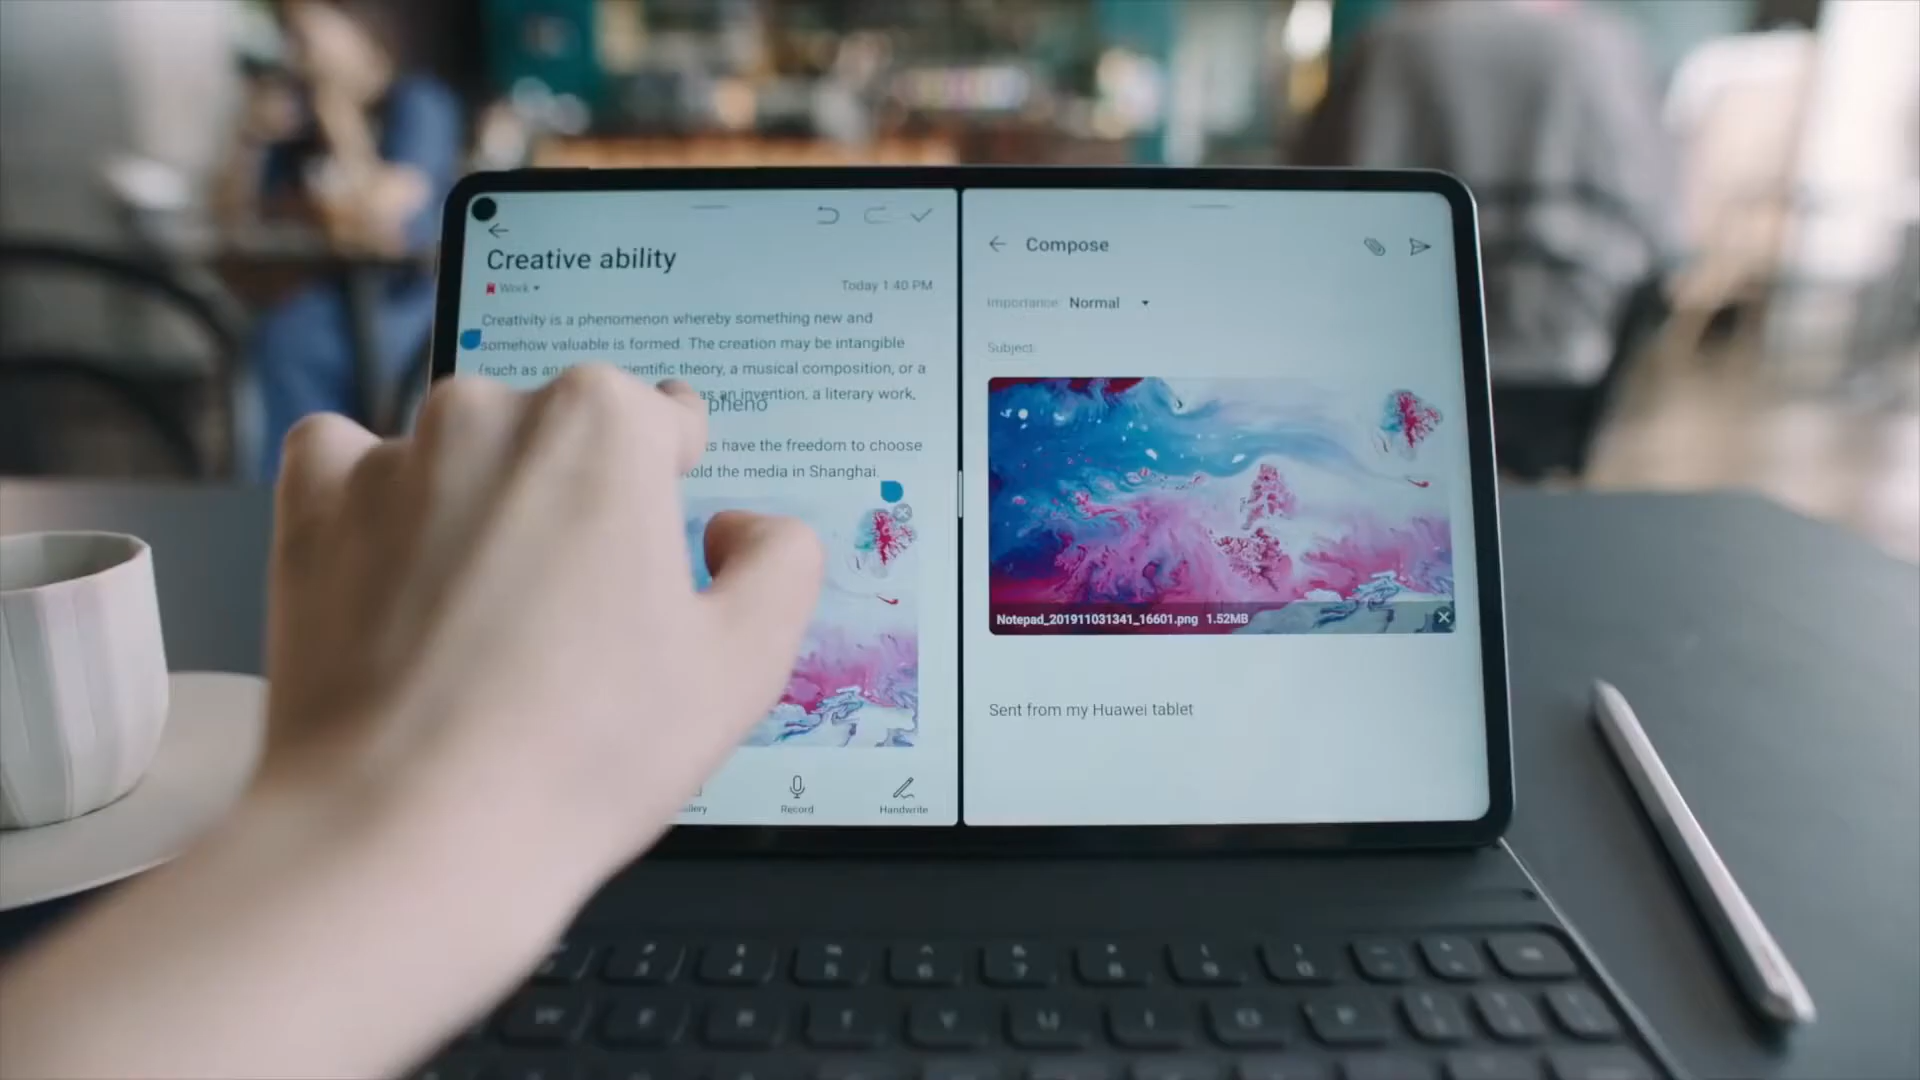 Creative ability
Work
Today 1:40 PM
Creativity is a phenomenon whereby something new and
somehow valuable is formed. The creation may be intangible
(such as an scientific theory, a musical composition, or a
as an invention, a literary work,
pheno
have the freedom to choose
told the media in Shanghai.
Record
Handwrite
Compose
Importance: Normal
Subject:
Notepad_201911031341_16601.png 1.52MB
Sent from my Huawei tablet